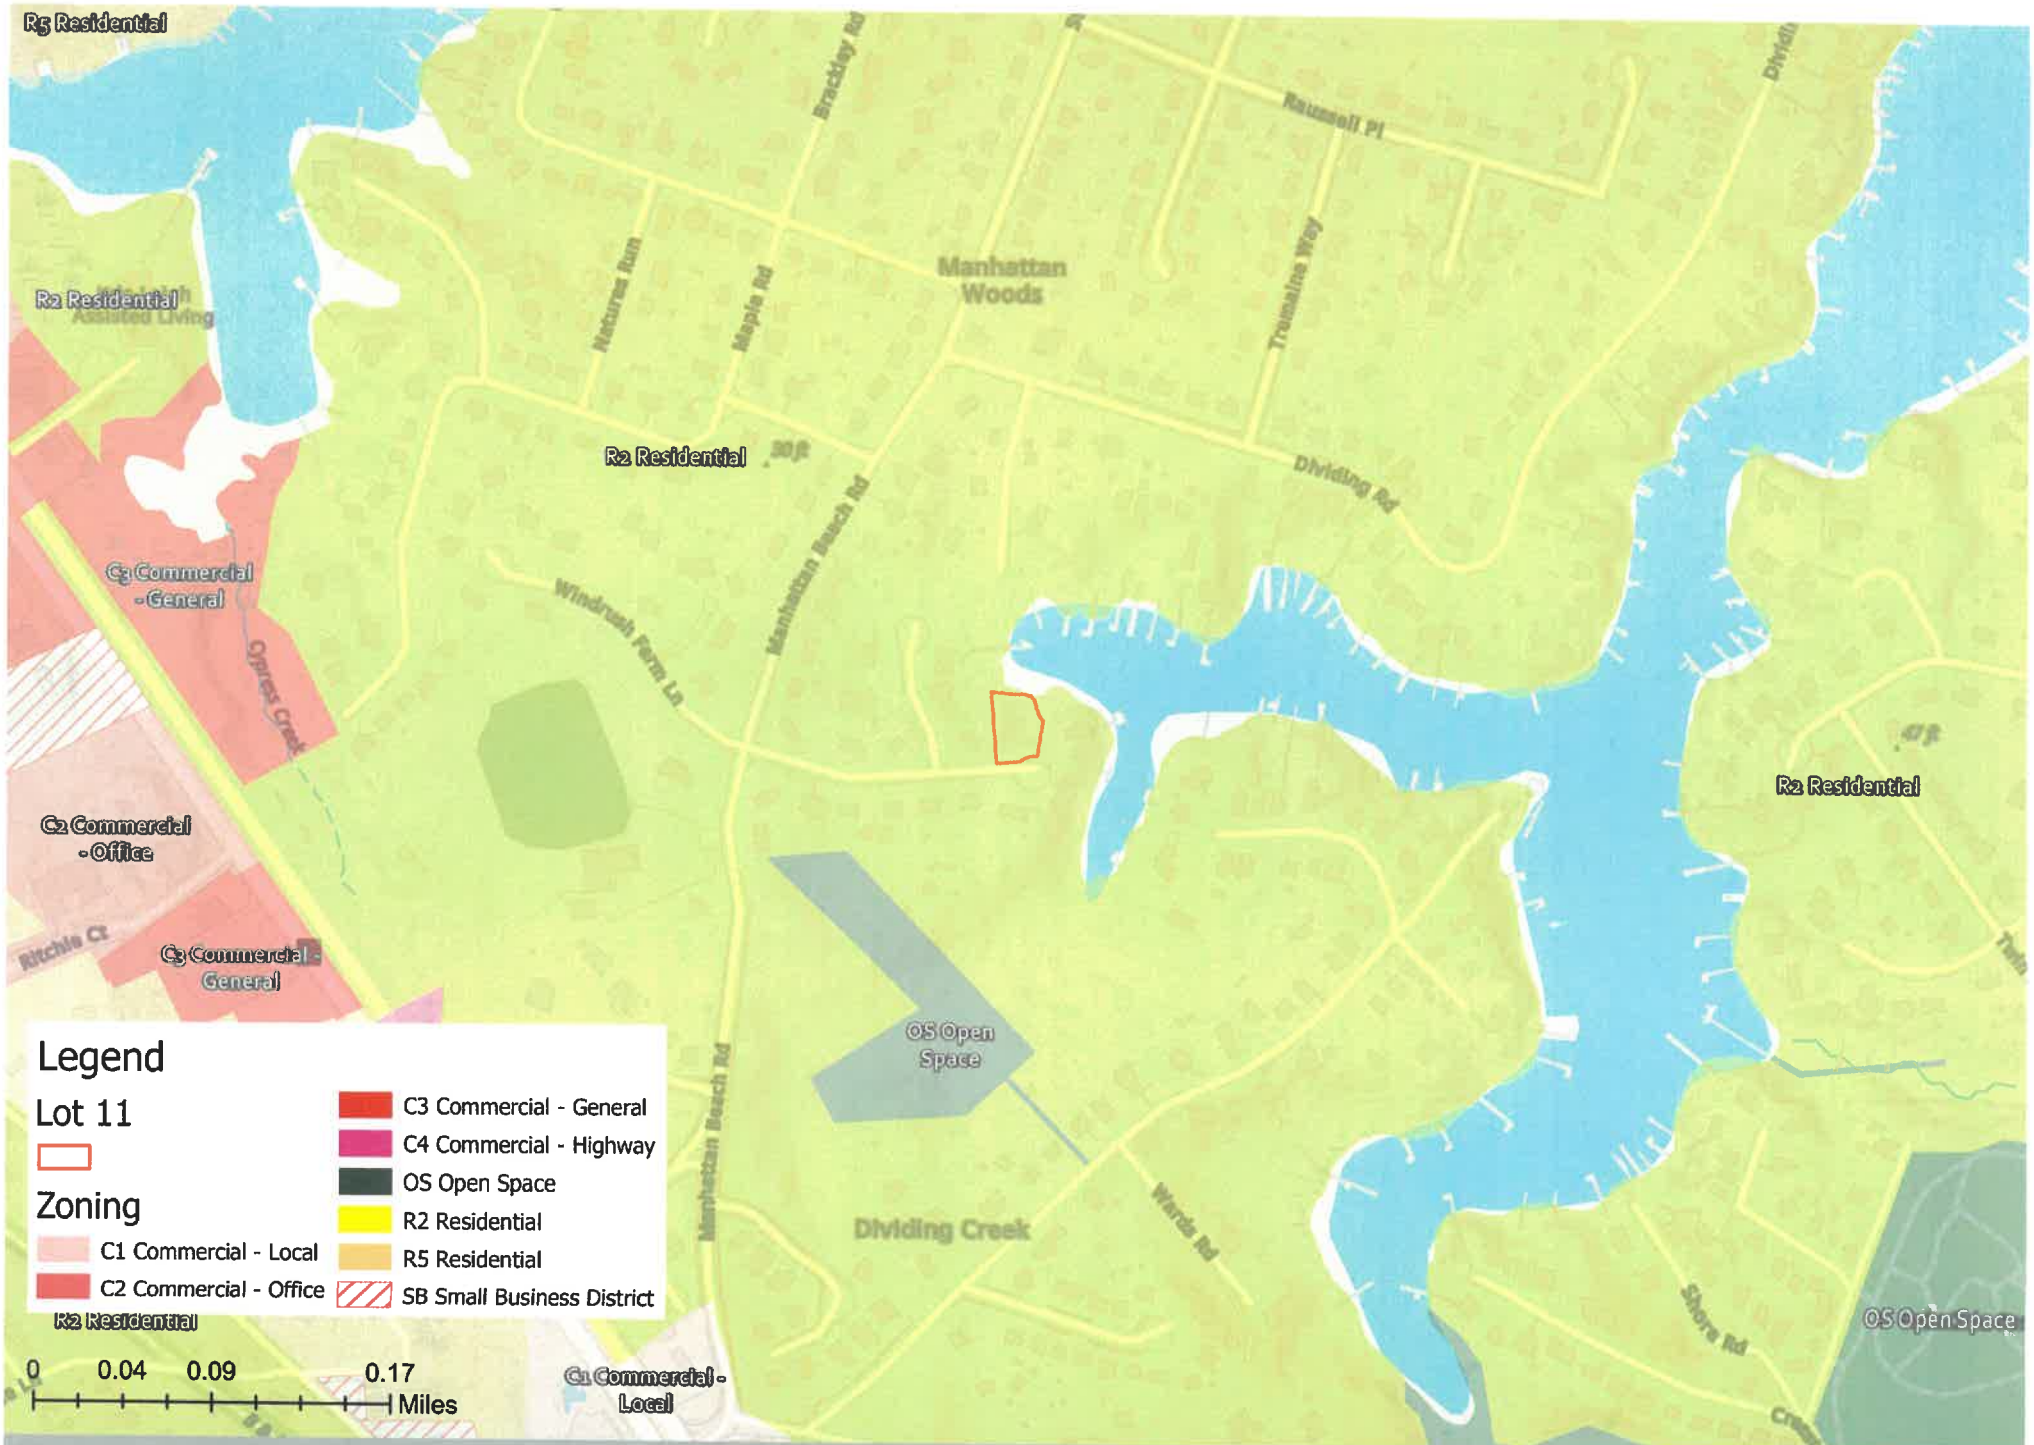 R5 Residential
Brackley Rd
Dividin
Raussell Pl
Manhattan
Woods
Natures Run
Maple Rd
Tromaine Way
R2 Residential
Assisted Living
R2 Residential
30 ft
Dividing Rd
Manhattan Beach Rd
C3 Commercial
- General
Windrush Farm Ln
Cypress Creek
47 ft
R2 Residential
C2 Commercial
- Office
Ritchie Ct
C3 Commercial -
General
Twin
OS Open
Space
Manhattan Beach Rd
Dividing Creek
Wards Rd
Shore Rd
OS Open Space
Legend
Lot 11
Zoning
C1 Commercial - Local
C2 Commercial - Office
C3 Commercial - General
C4 Commercial - Highway
OS Open Space
R2 Residential
R5 Residential
SB Small Business District
R2 Residential
0 0.04 0.09 0.17
Miles
C1 Commercial -
Local